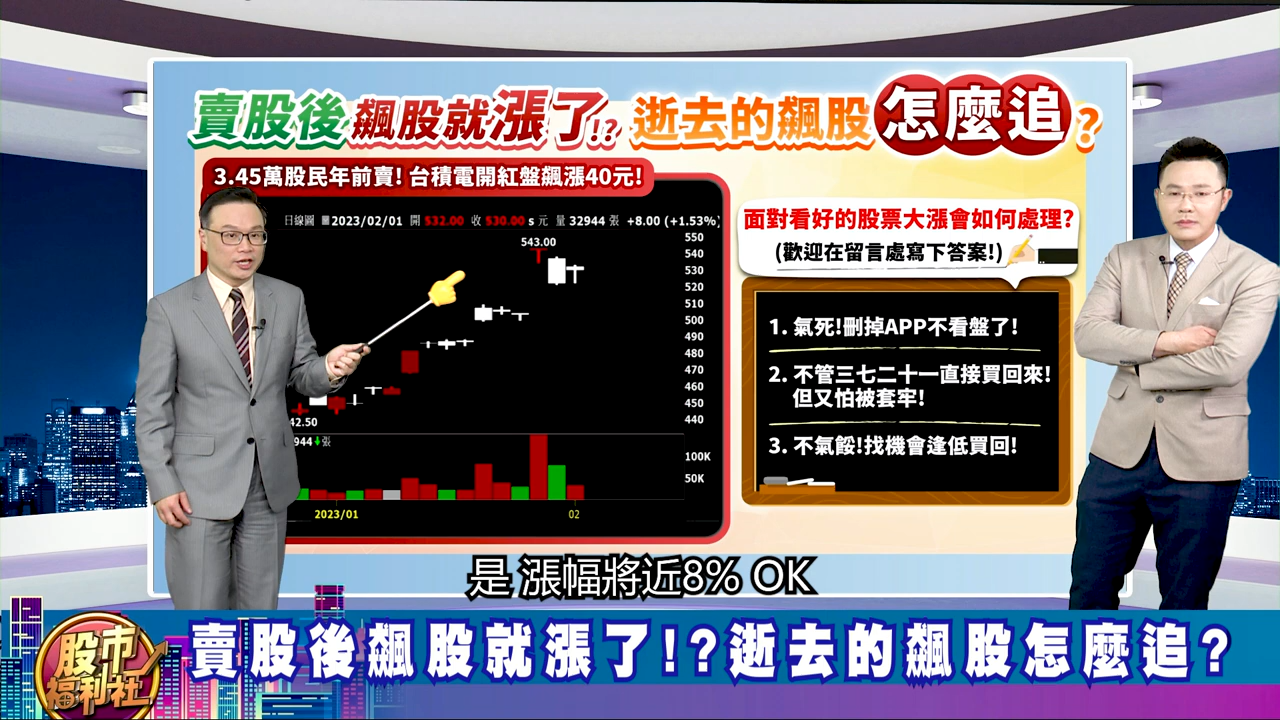 賣股後飆股就漲了!? 逝去的飆股怎麼追?
3.45萬股民年前賣! 台積電開紅盤飆漲40元!
日線圖 量2023/02/01 開 532.00 收 530.00 s 元 量 32944 張 +8.00 (+1.53%)
543.00
550
540
530
520
510
500
490
480
470
460
450
440
42.50
944↓張
100K
50K
2023/01
02
面對看好的股票大漲會如何處理?
(歡迎在留言處寫下答案!)
1. 氣死!刪掉APP不看盤了!
2. 不管三七二十一直接買回來!
但又怕被套牢!
3. 不氣餒!找機會逢低買回!
是 漲幅將近8% OK
股市
福利社
賣股後飆股就漲了!?逝去的飆股怎麼追?